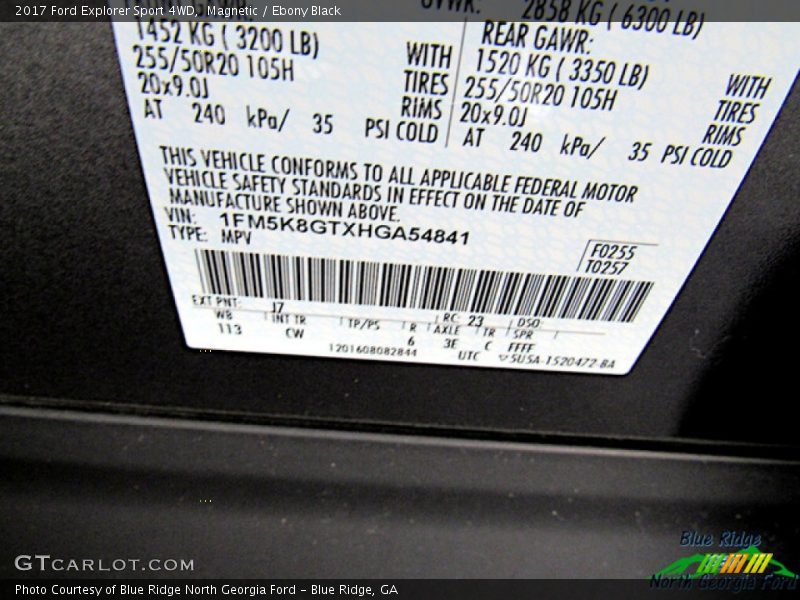 2017 Ford Explorer Sport 4WD, Magnetic / Ebony Black
2858 KG ( 6300 LB)
1452 KG ( 3200 LB)
WITH
255/50R20 105H
TIRES
20x9.0J
RIMS
AT 240 kPa/ 35 PSI COLD
REAR GAWR:
1520 KG ( 3350 LB)
WITH
255/50R20 105H
TIRES
20x9.0J
RIMS
AT 240 kPa/ 35 PSI COLD
THIS VEHICLE CONFORMS TO ALL APPLICABLE FEDERAL MOTOR
VEHICLE SAFETY STANDARDS IN EFFECT ON THE DATE OF
MANUFACTURE SHOWN ABOVE.
VIN: 1FM5K8GTXHGA54841
TYPE: MPV
F0255
T0257
EXT PNT: J7 RC: 23 DSO:
WB INT TR TP/PS R AXLE TR SPR
113 CW 6 3E C FFFF
1201608082844 UTC 5U5A-1520472-BA
GTCARLOT.COM
Blue Ridge
North Georgia Ford
Photo Courtesy of Blue Ridge North Georgia Ford - Blue Ridge, GA